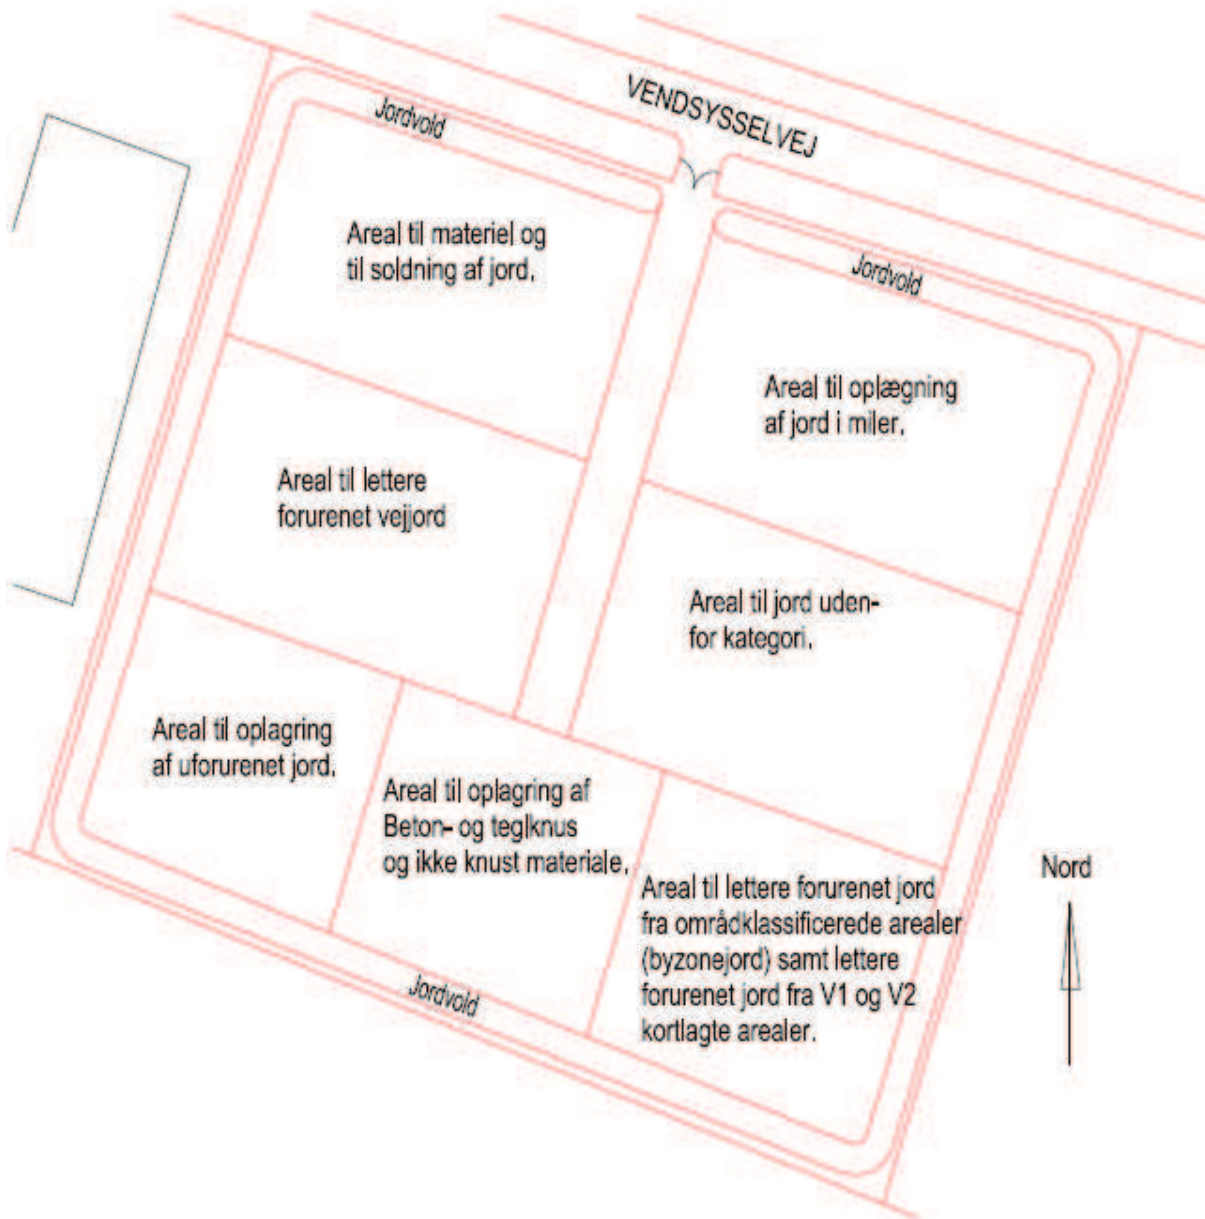 VENDSYSSELVEJ
Jordvold
Areal til materiel og
til soldning af jord.
Jordvold
Areal til oplægning
af jord i miler.
Areal til lettere
forurenet vejjord
Areal til jord uden-
for kategori.
Areal til oplagring
af uforurenet jord.
Areal til oplagring af
Beton- og teglknus
og ikke knust materiale.
Areal til lettere forurenet jord
fra områdklassificerede arealer
(byzonejord) samt lettere
forurenet jord fra V1 og V2
kortlagte arealer.
Nord
Jordvold